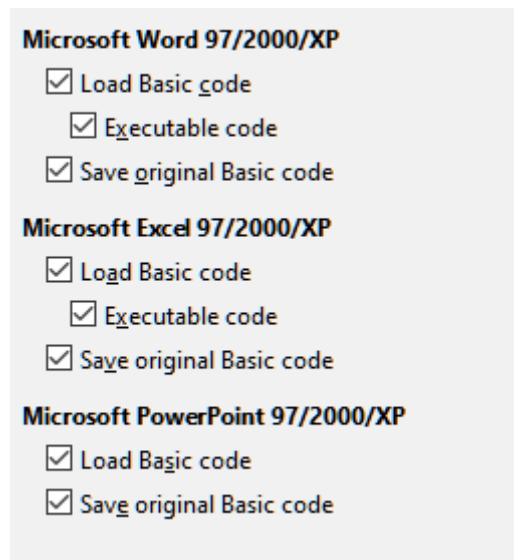 Microsoft Word 97/2000/XP
Load Basic code
Executable code
Save original Basic code
Microsoft Excel 97/2000/XP
Load Basic code
Executable code
Save original Basic code
Microsoft PowerPoint 97/2000/XP
Load Basic code
Save original Basic code